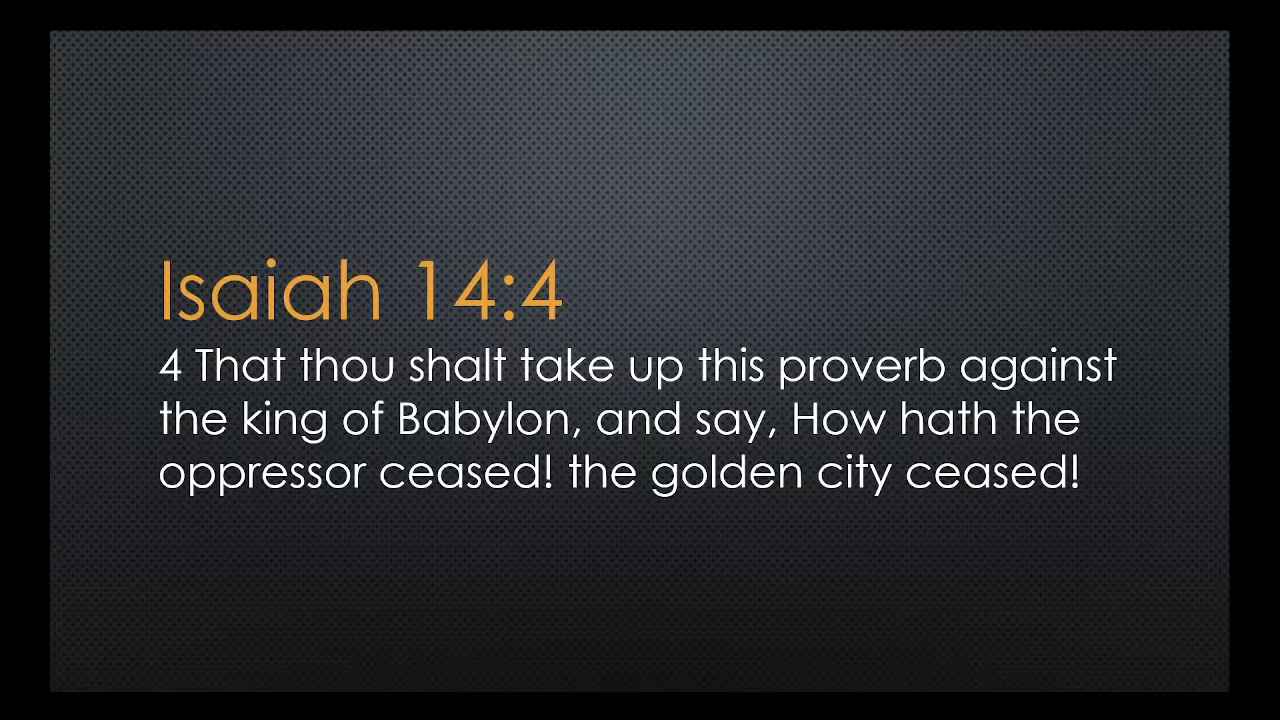 Isaiah 14:4
4 That thou shalt take up this proverb against
the king of Babylon, and say, How hath the
oppressor ceased! the golden city ceased!